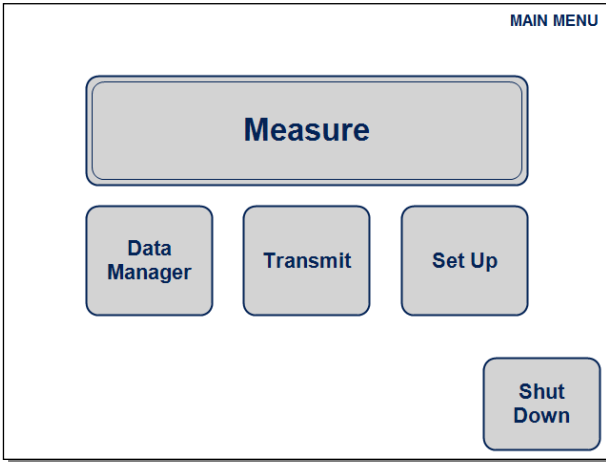 MAIN MENU
Measure
Data
Manager
Transmit
Set Up
Shut
Down